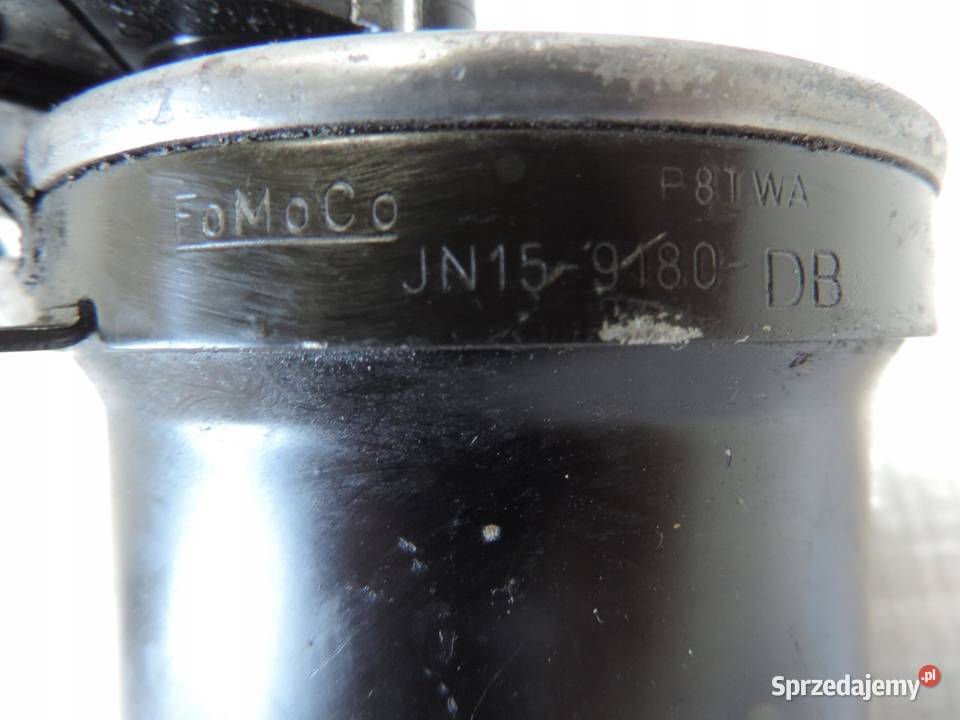 FoMoCo
P8TWA
JN15-9180-DB
Sprzedajemy.pl